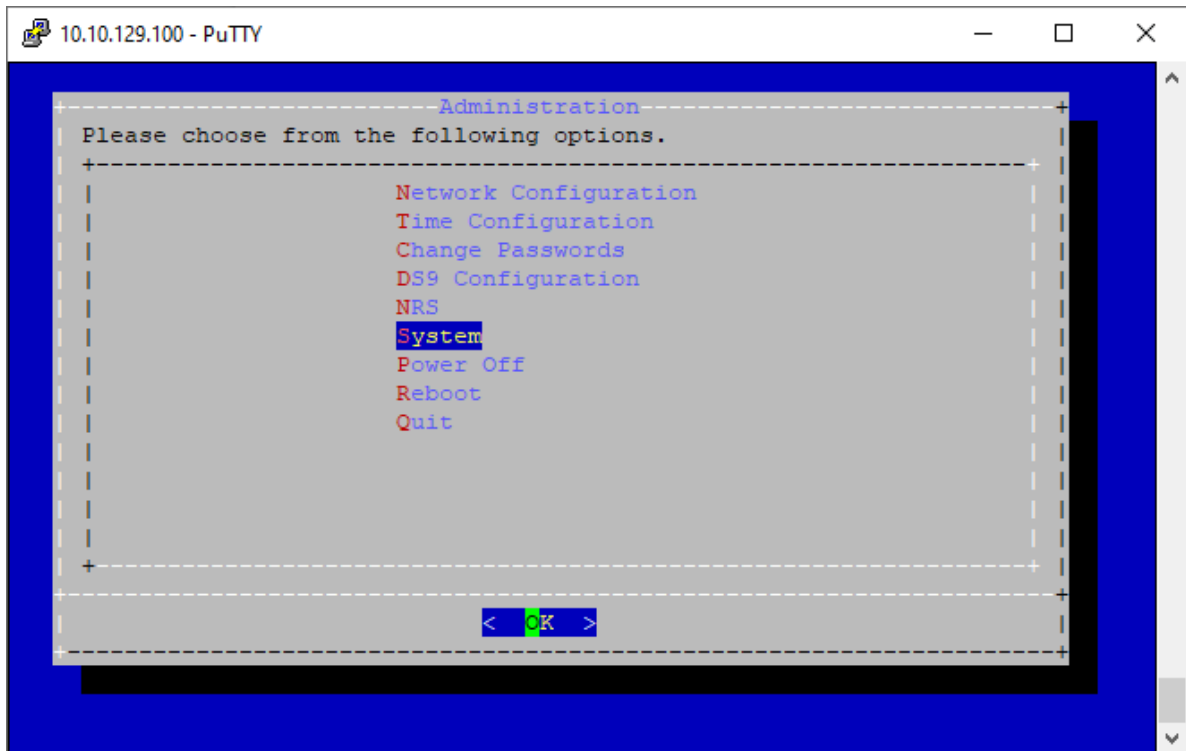 10.10.129.100 - PuTTY
Administration
Please choose from the following options.
Network Configuration
Time Configuration
Change Passwords
DS9 Configuration
NRS
System
Power Off
Reboot
Quit
< OK >